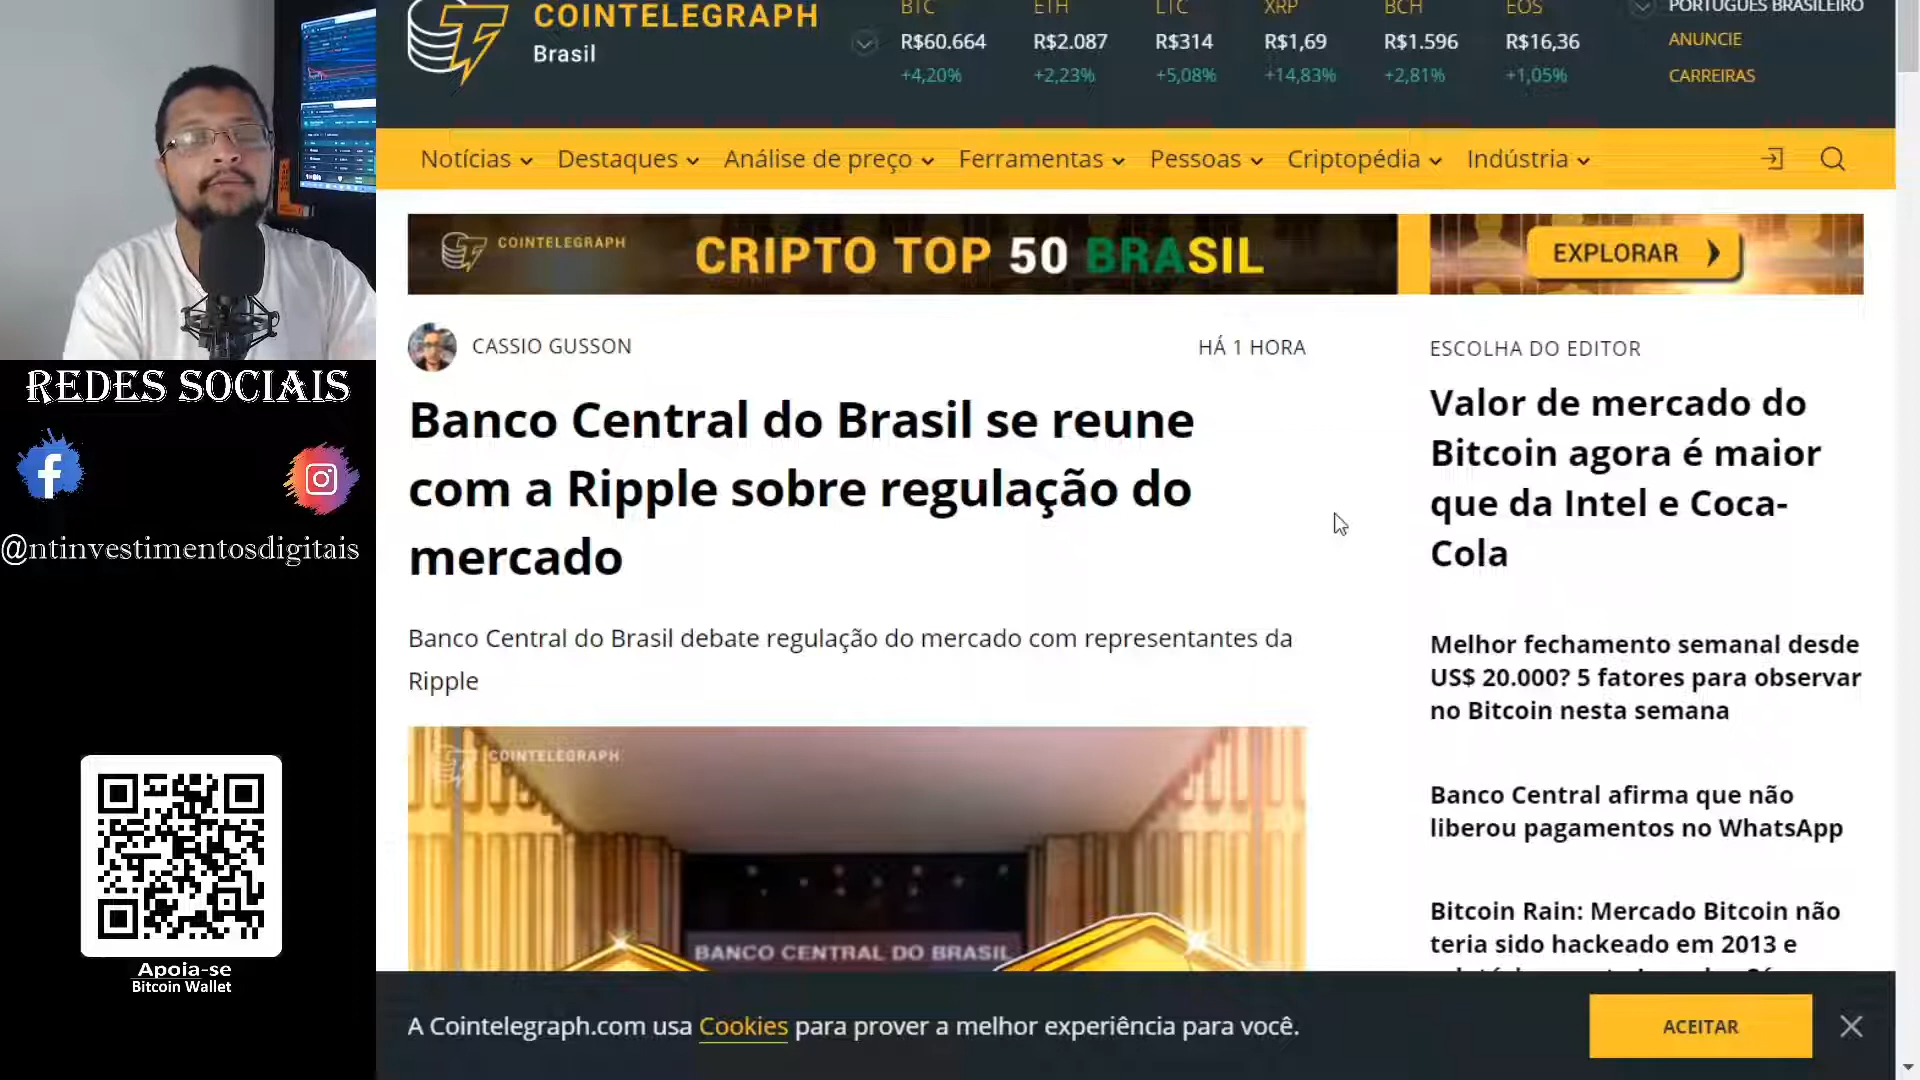 COINTELEGRAPH
Brasil
BTC ETH LTC XRP BCH EOS
R$60.664 R$2.087 R$314 R$1,69 R$1.596 R$16,36
+4,20% +2,23% +5,08% +14,83% +2,81% +1,05%
PORTUGUÊS BRASILEIRO
ANUNCIE
CARREIRAS
Notícias Destaques Análise de preço Ferramentas Pessoas Criptopédia Indústria
COINTELEGRAPH CRIPTO TOP 50 BRASIL EXPLORAR
CASSIO GUSSON HÁ 1 HORA
Banco Central do Brasil se reune
com a Ripple sobre regulação do
mercado
Banco Central do Brasil debate regulação do mercado com representantes da
Ripple
COINTELEGRAPH
BANCO CENTRAL DO BRASIL
ESCOLHA DO EDITOR
Valor de mercado do
Bitcoin agora é maior
que da Intel e Coca-
Cola
Melhor fechamento semanal desde
US$ 20.000? 5 fatores para observar
no Bitcoin nesta semana
Banco Central afirma que não
liberou pagamentos no WhatsApp
Bitcoin Rain: Mercado Bitcoin não
teria sido hackeado em 2013 e
A Cointelegraph.com usa Cookies para prover a melhor experiência para você.
ACEITAR
REDES SOCIAIS
@ntinvestimentosdigitais
Apoia-se
Bitcoin Wallet